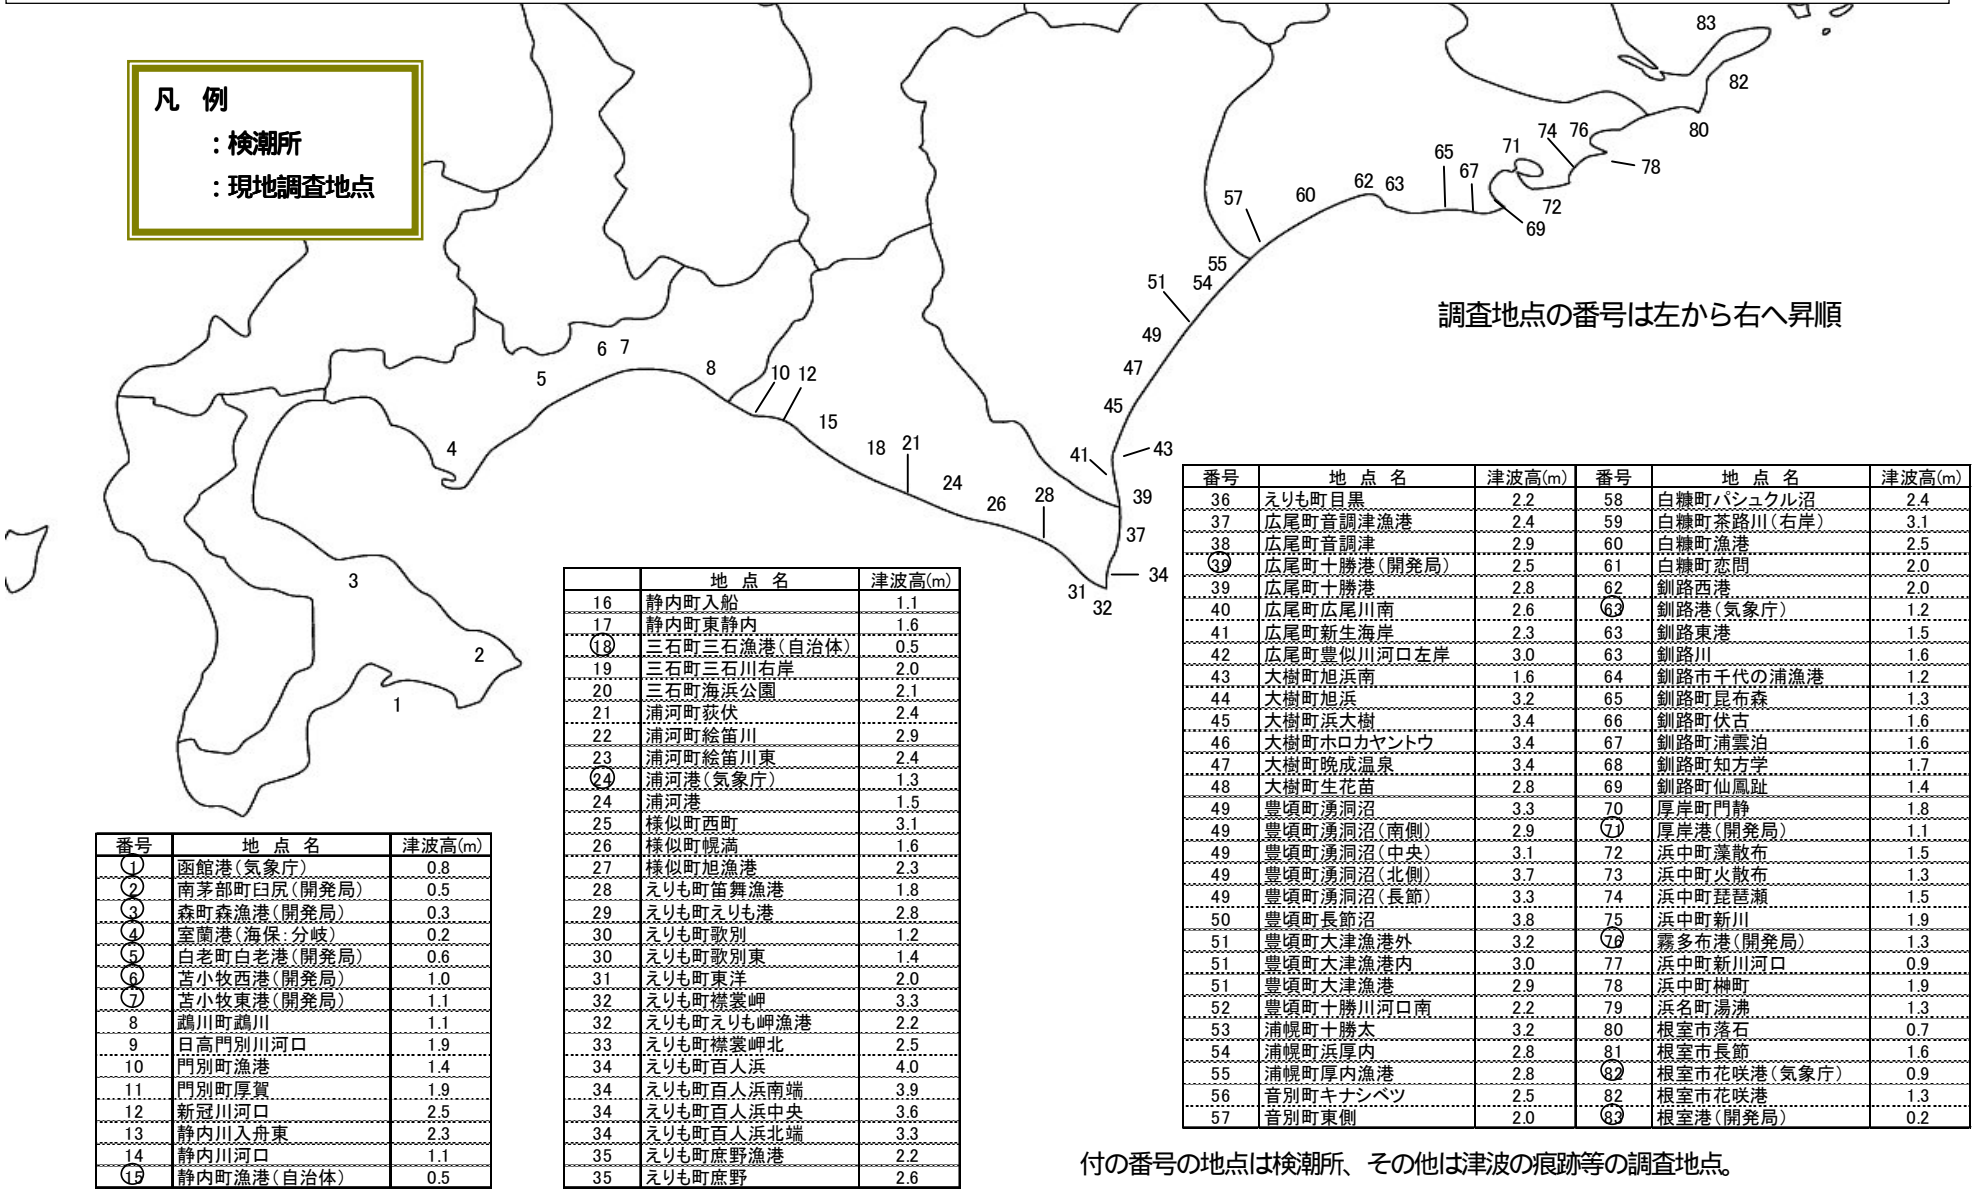 凡 例
：検潮所
：現地調査地点
83
82
80
74 76
71
78
65
67
62 63
60
72
57
69
55
51 54
49
47
45
43
41
39
37
34
31
32
調査地点の番号は左から右へ昇順
6 7
5
8
10 12
15
18 21
24
26
28
4
3
2
1
番号 地 点 名 津波高(m)
① 函館港（気象庁） 0.8
② 南茅部町臼尻（開発局） 0.5
③ 森町森漁港（開発局） 0.3
④ 室蘭港（海保：分岐） 0.2
⑤ 白老町白老港（開発局） 0.6
⑥ 苫小牧西港（開発局） 1.0
⑦ 苫小牧東港（開発局） 1.1
8 鵡川町鵡川 1.1
9 日高門別川河口 1.9
10 門別町漁港 1.4
11 門別町厚賀 1.9
12 新冠川河口 2.5
13 静内川入舟東 2.3
14 静内川河口 1.1
⑮ 静内町漁港（自治体） 0.5
地 点 名 津波高(m)
16 静内町入船 1.1
17 静内町東静内 1.6
⑱ 三石町三石漁港（自治体） 0.5
19 三石町三石川右岸 2.0
20 三石町海浜公園 2.1
21 浦河町荻伏 2.4
22 浦河町絵笛川 2.9
23 浦河町絵笛川東 2.4
㉔ 浦河港（気象庁） 1.3
24 浦河港 1.5
25 様似町西町 3.1
26 様似町幌満 1.6
27 様似町旭漁港 2.3
28 えりも町笛舞漁港 1.8
29 えりも町えりも港 2.8
30 えりも町歌別 1.2
30 えりも町歌別東 1.4
31 えりも町東洋 2.0
32 えりも町襟裳岬 3.3
32 えりも町えりも岬漁港 2.2
33 えりも町襟裳岬北 2.5
34 えりも町百人浜 4.0
34 えりも町百人浜南端 3.9
34 えりも町百人浜中央 3.6
34 えりも町百人浜北端 3.3
35 えりも町庶野漁港 2.2
35 えりも町庶野 2.6
番号 地 点 名 津波高(m) 番号 地 点 名 津波高(m)
36 えりも町目黒 2.2 58 白糠町パシュクル沼 2.4
37 広尾町音調津漁港 2.4 59 白糠町茶路川（右岸） 3.1
38 広尾町音調津 2.9 60 白糠町漁港 2.5
㊴ 広尾町十勝港（開発局） 2.5 61 白糠町恋問 2.0
39 広尾町十勝港 2.8 62 釧路西港 2.0
40 広尾町広尾川南 2.6 63 釧路港（気象庁） 1.2
41 広尾町新生海岸 2.3 63 釧路東港 1.5
42 広尾町豊似川河口左岸 3.0 63 釧路川 1.6
43 大樹町旭浜南 1.6 64 釧路市千代の浦漁港 1.2
44 大樹町旭浜 3.2 65 釧路町昆布森 1.3
45 大樹町浜大樹 3.4 66 釧路町伏古 1.6
46 大樹町ホロカヤントウ 3.4 67 釧路町浦雲泊 1.6
47 大樹町晩成温泉 3.4 68 釧路町知方学 1.7
48 大樹町生花苗 2.8 69 釧路町仙鳳趾 1.4
49 豊頃町湧洞沼 3.3 70 厚岸町門静 1.8
49 豊頃町湧洞沼（南側） 2.9 71 厚岸港（開発局） 1.1
49 豊頃町湧洞沼（中央） 3.1 72 浜中町藻散布 1.5
49 豊頃町湧洞沼（北側） 3.7 73 浜中町火散布 1.3
49 豊頃町湧洞沼（長節） 3.3 74 浜中町琵琶瀬 1.5
50 豊頃町長節沼 3.8 75 浜中町新川 1.9
51 豊頃町大津漁港外 3.2 76 霧多布港（開発局） 1.3
51 豊頃町大津漁港内 3.0 77 浜中町新川河口 0.9
51 豊頃町大津漁港 2.9 78 浜中町榊町 1.9
52 豊頃町十勝川河口南 2.2 79 浜名町湯沸 1.3
53 浦幌町十勝太 3.2 80 根室市落石 0.7
54 浦幌町浜厚内 2.8 81 根室市長節 1.6
55 浦幌町厚内漁港 2.8 82 根室市花咲港（気象庁） 0.9
56 音別町キナシベツ 2.5 82 根室市花咲港 1.3
57 音別町東側 2.0 83 根室港（開発局） 0.2
付の番号の地点は検潮所、その他は津波の痕跡等の調査地点。